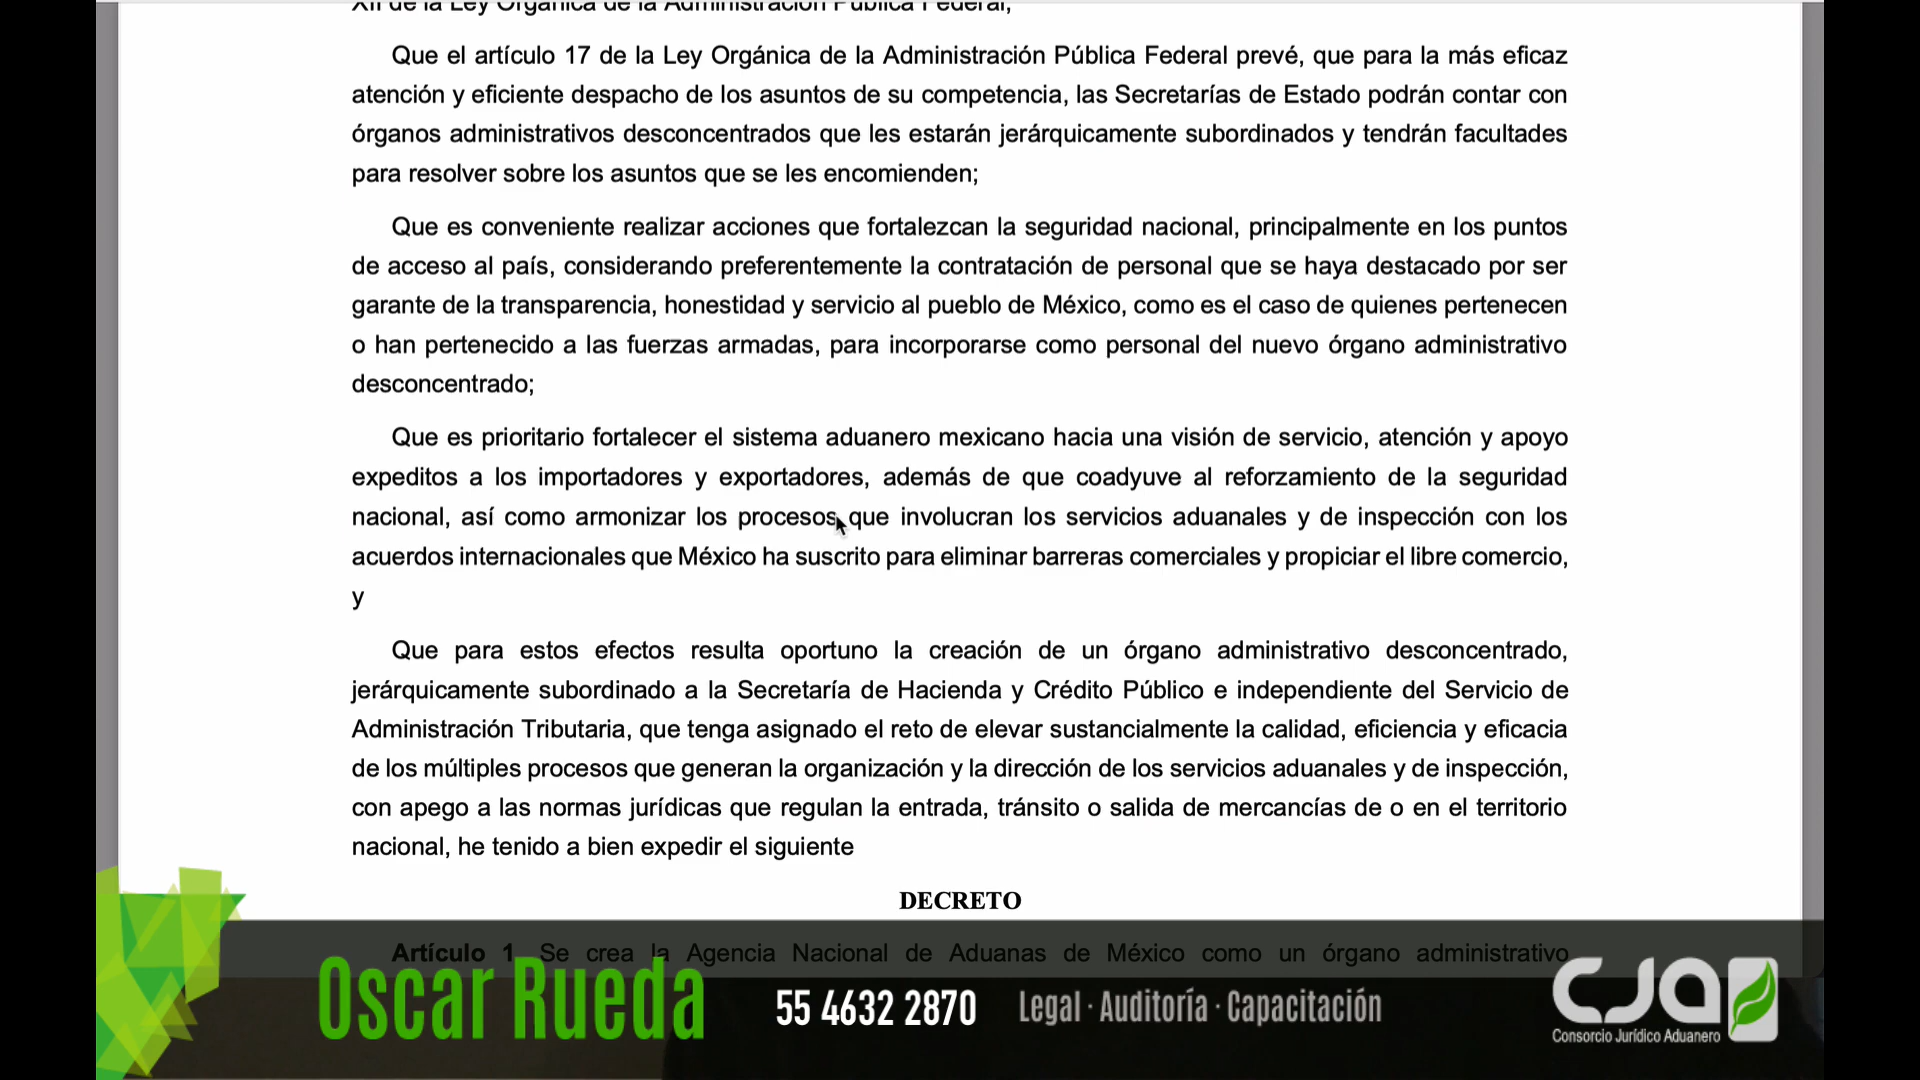 XII de la Ley Orgánica de la Administración Pública Federal,
Que el artículo 17 de la Ley Orgánica de la Administración Pública Federal prevé, que para la más eficaz
atención y eficiente despacho de los asuntos de su competencia, las Secretarías de Estado podrán contar con
órganos administrativos desconcentrados que les estarán jerárquicamente subordinados y tendrán facultades
para resolver sobre los asuntos que se les encomienden;
Que es conveniente realizar acciones que fortalezcan la seguridad nacional, principalmente en los puntos
de acceso al país, considerando preferentemente la contratación de personal que se haya destacado por ser
garante de la transparencia, honestidad y servicio al pueblo de México, como es el caso de quienes pertenecen
o han pertenecido a las fuerzas armadas, para incorporarse como personal del nuevo órgano administrativo
desconcentrado;
Que es prioritario fortalecer el sistema aduanero mexicano hacia una visión de servicio, atención y apoyo
expeditos a los importadores y exportadores, además de que coadyuve al reforzamiento de la seguridad
nacional, así como armonizar los procesos que involucran los servicios aduanales y de inspección con los
acuerdos internacionales que México ha suscrito para eliminar barreras comerciales y propiciar el libre comercio,
y
Que para estos efectos resulta oportuno la creación de un órgano administrativo desconcentrado,
jerárquicamente subordinado a la Secretaría de Hacienda y Crédito Público e independiente del Servicio de
Administración Tributaria, que tenga asignado el reto de elevar sustancialmente la calidad, eficiencia y eficacia
de los múltiples procesos que generan la organización y la dirección de los servicios aduanales y de inspección,
con apego a las normas jurídicas que regulan la entrada, tránsito o salida de mercancías de o en el territorio
nacional, he tenido a bien expedir el siguiente
DECRETO
Artículo 1 Se crea la Agencia Nacional de Aduanas de México como un órgano administrativo
Oscar Rueda
55 4632 2870
Legal · Auditoría · Capacitación
CJA
Consorcio Jurídico Aduanero